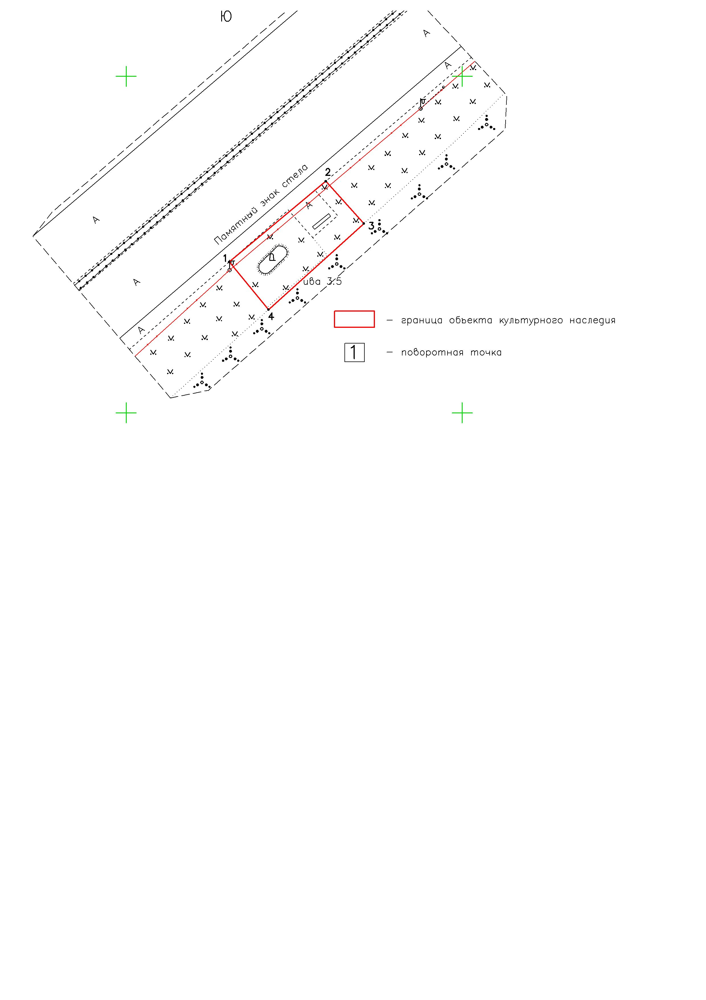 Ю
А
А
2
Памятный знак стела
А
А
3
1
Р
А
ива 3.5
4
– граница обьекта культурного наследия
А
1 – поворотная точка